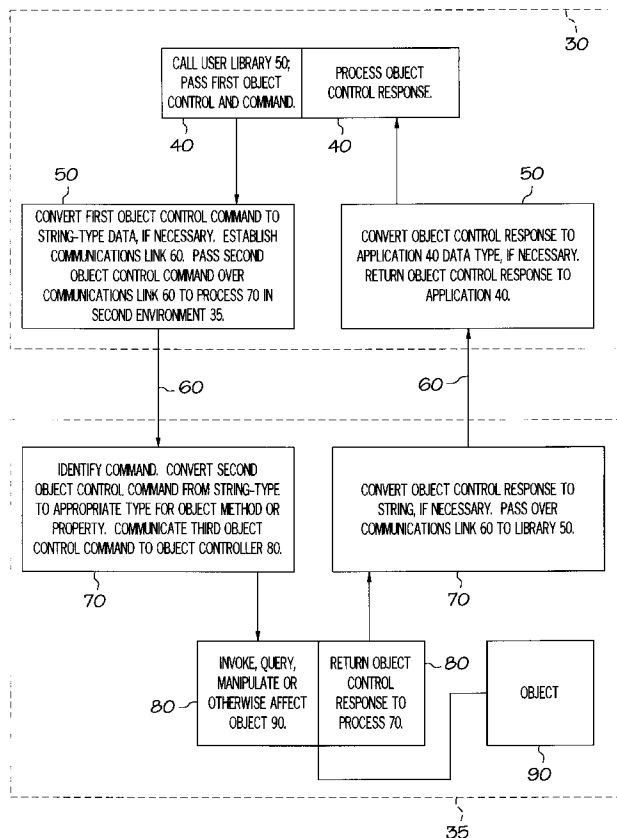 30
CALL USER LIBRARY 50;
PASS FIRST OBJECT
CONTROL AND COMMAND.
PROCESS OBJECT
CONTROL RESPONSE.
40
40
50
50
CONVERT FIRST OBJECT CONTROL COMMAND TO
STRING-TYPE DATA, IF NECESSARY. ESTABLISH
COMMUNICATIONS LINK 60. PASS SECOND
OBJECT CONTROL COMMAND OVER
COMMUNICATIONS LINK 60 TO PROCESS 70 IN
SECOND ENVIRONMENT 35.
CONVERT OBJECT CONTROL RESPONSE TO
APPLICATION 40 DATA TYPE, IF NECESSARY.
RETURN OBJECT CONTROL RESPONSE TO
APPLICATION 40.
60
60
IDENTIFY COMMAND. CONVERT SECOND
OBJECT CONTROL COMMAND FROM STRING-TYPE
TO APPROPRIATE TYPE FOR OBJECT METHOD OR
PROPERTY. COMMUNICATE THIRD OBJECT
CONTROL COMMAND TO OBJECT CONTROLLER 80.
CONVERT OBJECT CONTROL RESPONSE TO
STRING, IF NECESSARY. PASS OVER
COMMUNICATIONS LINK 60 TO LIBRARY 50.
70
70
80
INVOKE, QUERY,
MANIPULATE OR
OTHERWISE AFFECT
OBJECT 90.
RETURN OBJECT
CONTROL
RESPONSE TO
PROCESS 70.
80
OBJECT
90
35